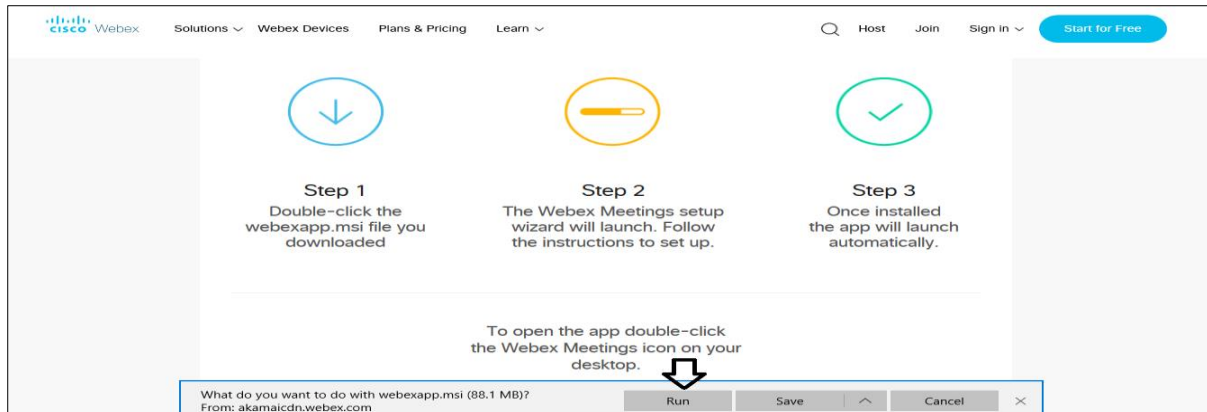 CISCO Webex Solutions Webex Devices Plans & Pricing Learn Host Join Sign in Start for Free
Step 1
Double-click the
webexapp.msi file you
downloaded
Step 2
The Webex Meetings setup
wizard will launch. Follow
the instructions to set up.
Step 3
Once installed
the app will launch
automatically.
To open the app double-click
the Webex Meetings icon on your
desktop.
What do you want to do with webexapp.msi (88.1 MB)?
From: akamaicdn.webex.com
Run Save Cancel